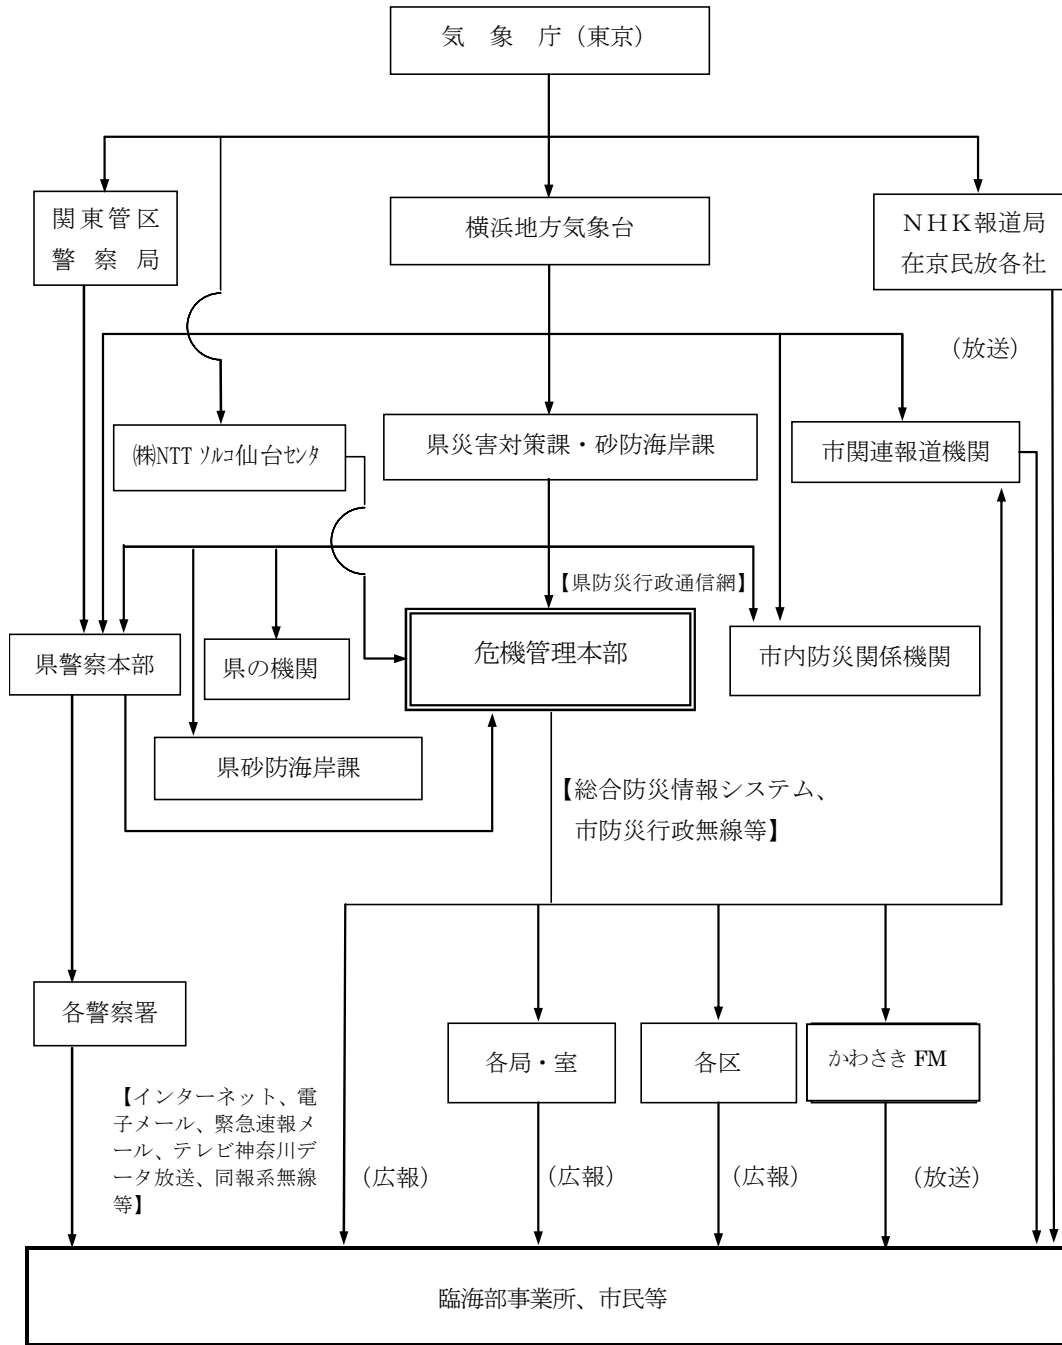 気 象 庁（東京）
関東管区
警 察 局
横浜地方気象台
ＮＨＫ報道局
在京民放各社
（放送）
㈱NTT ｿﾙｺ仙台ｾﾝﾀ
県災害対策課・砂防海岸課
市関連報道機関
【県防災行政通信網】
県警察本部
県の機関
危機管理本部
市内防災関係機関
県砂防海岸課
【総合防災情報システム、
市防災行政無線等】
各警察署
各局・室
各区
かわさき FM
【インターネット、電
子メール、緊急速報メ
ール、テレビ神奈川デ
ータ放送、同報系無線
等】
（広報）
（広報）
（広報）
（放送）
臨海部事業所、市民等